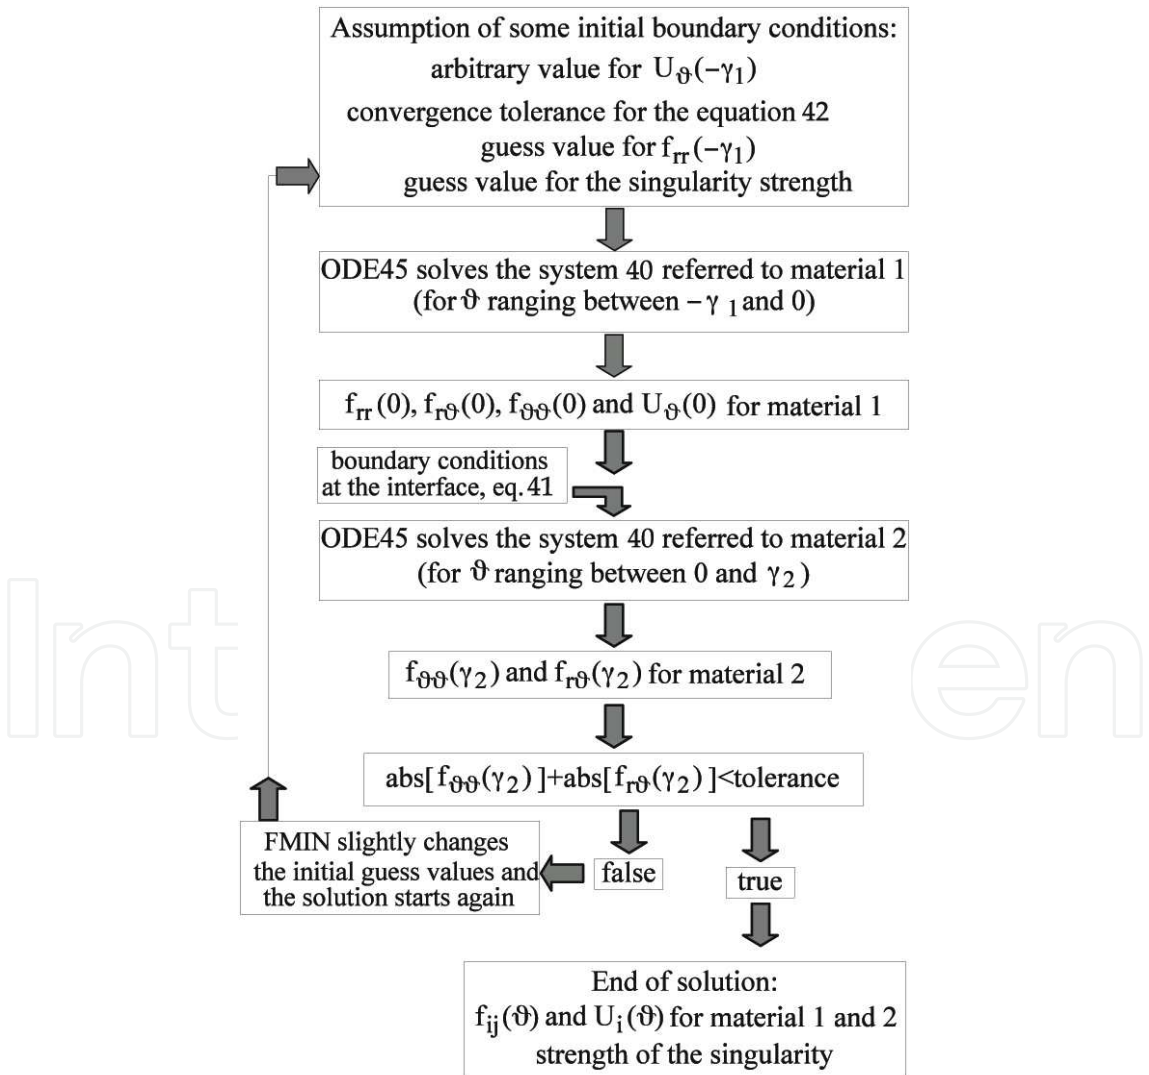 Assumption of some initial boundary conditions:
arbitrary value for U_ϑ(−γ₁)
convergence tolerance for the equation 42
guess value for f_rr(−γ₁)
guess value for the singularity strength
ODE45 solves the system 40 referred to material 1
(for ϑ ranging between −γ₁ and 0)
f_rr(0), f_rϑ(0), f_ϑϑ(0) and U_ϑ(0) for material 1
boundary conditions
at the interface, eq.41
ODE45 solves the system 40 referred to material 2
(for ϑ ranging between 0 and γ₂)
f_ϑϑ(γ₂) and f_rϑ(γ₂) for material 2
abs[f_ϑϑ(γ₂)]+abs[f_rϑ(γ₂)]<tolerance
FMIN slightly changes
the initial guess values and
the solution starts again
false
true
End of solution:
f_ij(ϑ) and U_i(ϑ) for material 1 and 2
strength of the singularity
Int
en